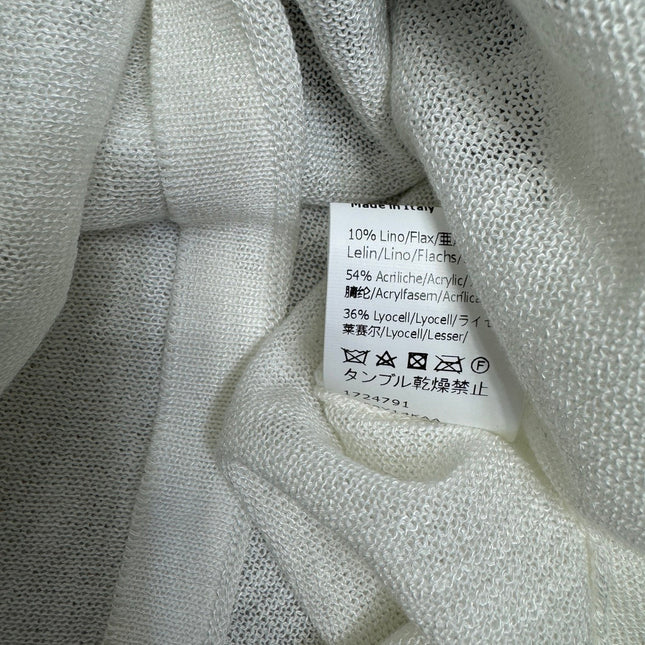 Made in Italy
10% Lino/Flax/亜
Lelin/Lino/Flachs/
54% Acriliche/Acrylic/
腈纶/Acrylfasern/Acrílica
36% Lyocell/Lyocell/ライ
莱赛尔/Lyocell/Lesser/
F
タンブル乾燥禁止
1724791